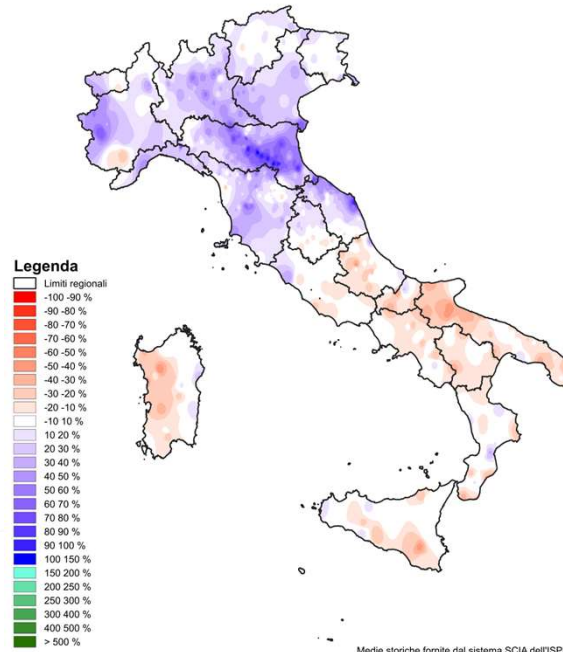 Legenda
Limiti regionali
-100 -90 %
-90 -80 %
-80 -70 %
-70 -60 %
-60 -50 %
-50 -40 %
-40 -30 %
-30 -20 %
-20 -10 %
-10 10 %
10 20 %
20 30 %
30 40 %
40 50 %
50 60 %
60 70 %
70 80 %
80 90 %
90 100 %
100 150 %
150 200 %
200 250 %
250 300 %
300 400 %
400 500 %
> 500 %
Medie storiche fornite dal sistema SCIA dell'ISP